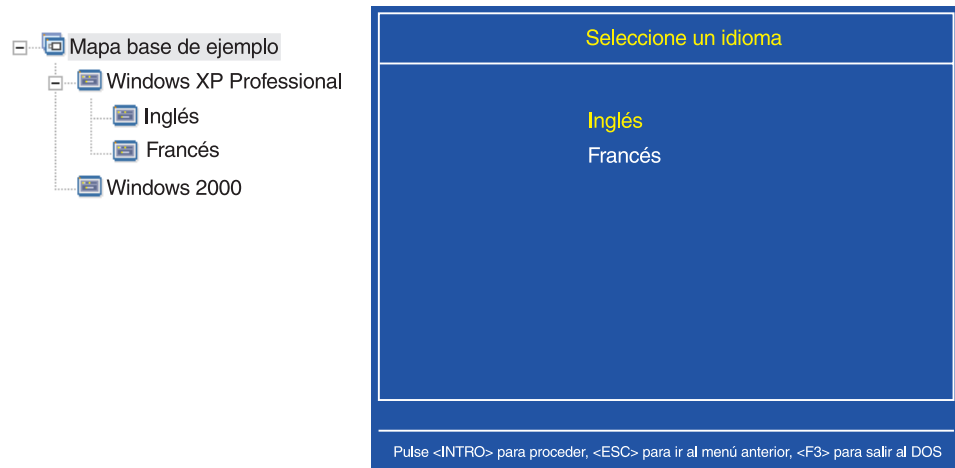 Mapa base de ejemplo
Windows XP Professional
Inglés
Francés
Windows 2000
Seleccione un idioma
Inglés
Francés
Pulse <INTRO> para proceder, <ESC> para ir al menú anterior, <F3> para salir al DOS